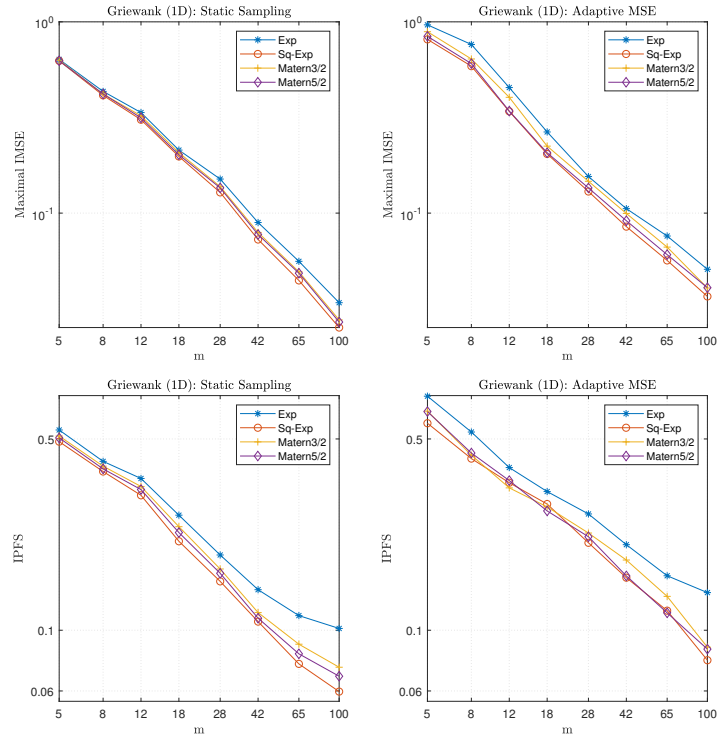 Griewank (1D): Static Sampling
10^0
10^-1
Maximal IMSE
Exp
Sq-Exp
Matern3/2
Matern5/2
5 8 12 18 28 42 65 100
m
Griewank (1D): Adaptive MSE
10^0
10^-1
Maximal IMSE
Exp
Sq-Exp
Matern3/2
Matern5/2
5 8 12 18 28 42 65 100
m
Griewank (1D): Static Sampling
0.5
0.1
0.06
IPFS
Exp
Sq-Exp
Matern3/2
Matern5/2
5 8 12 18 28 42 65 100
m
Griewank (1D): Adaptive MSE
0.5
0.1
0.06
IPFS
Exp
Sq-Exp
Matern3/2
Matern5/2
5 8 12 18 28 42 65 100
m